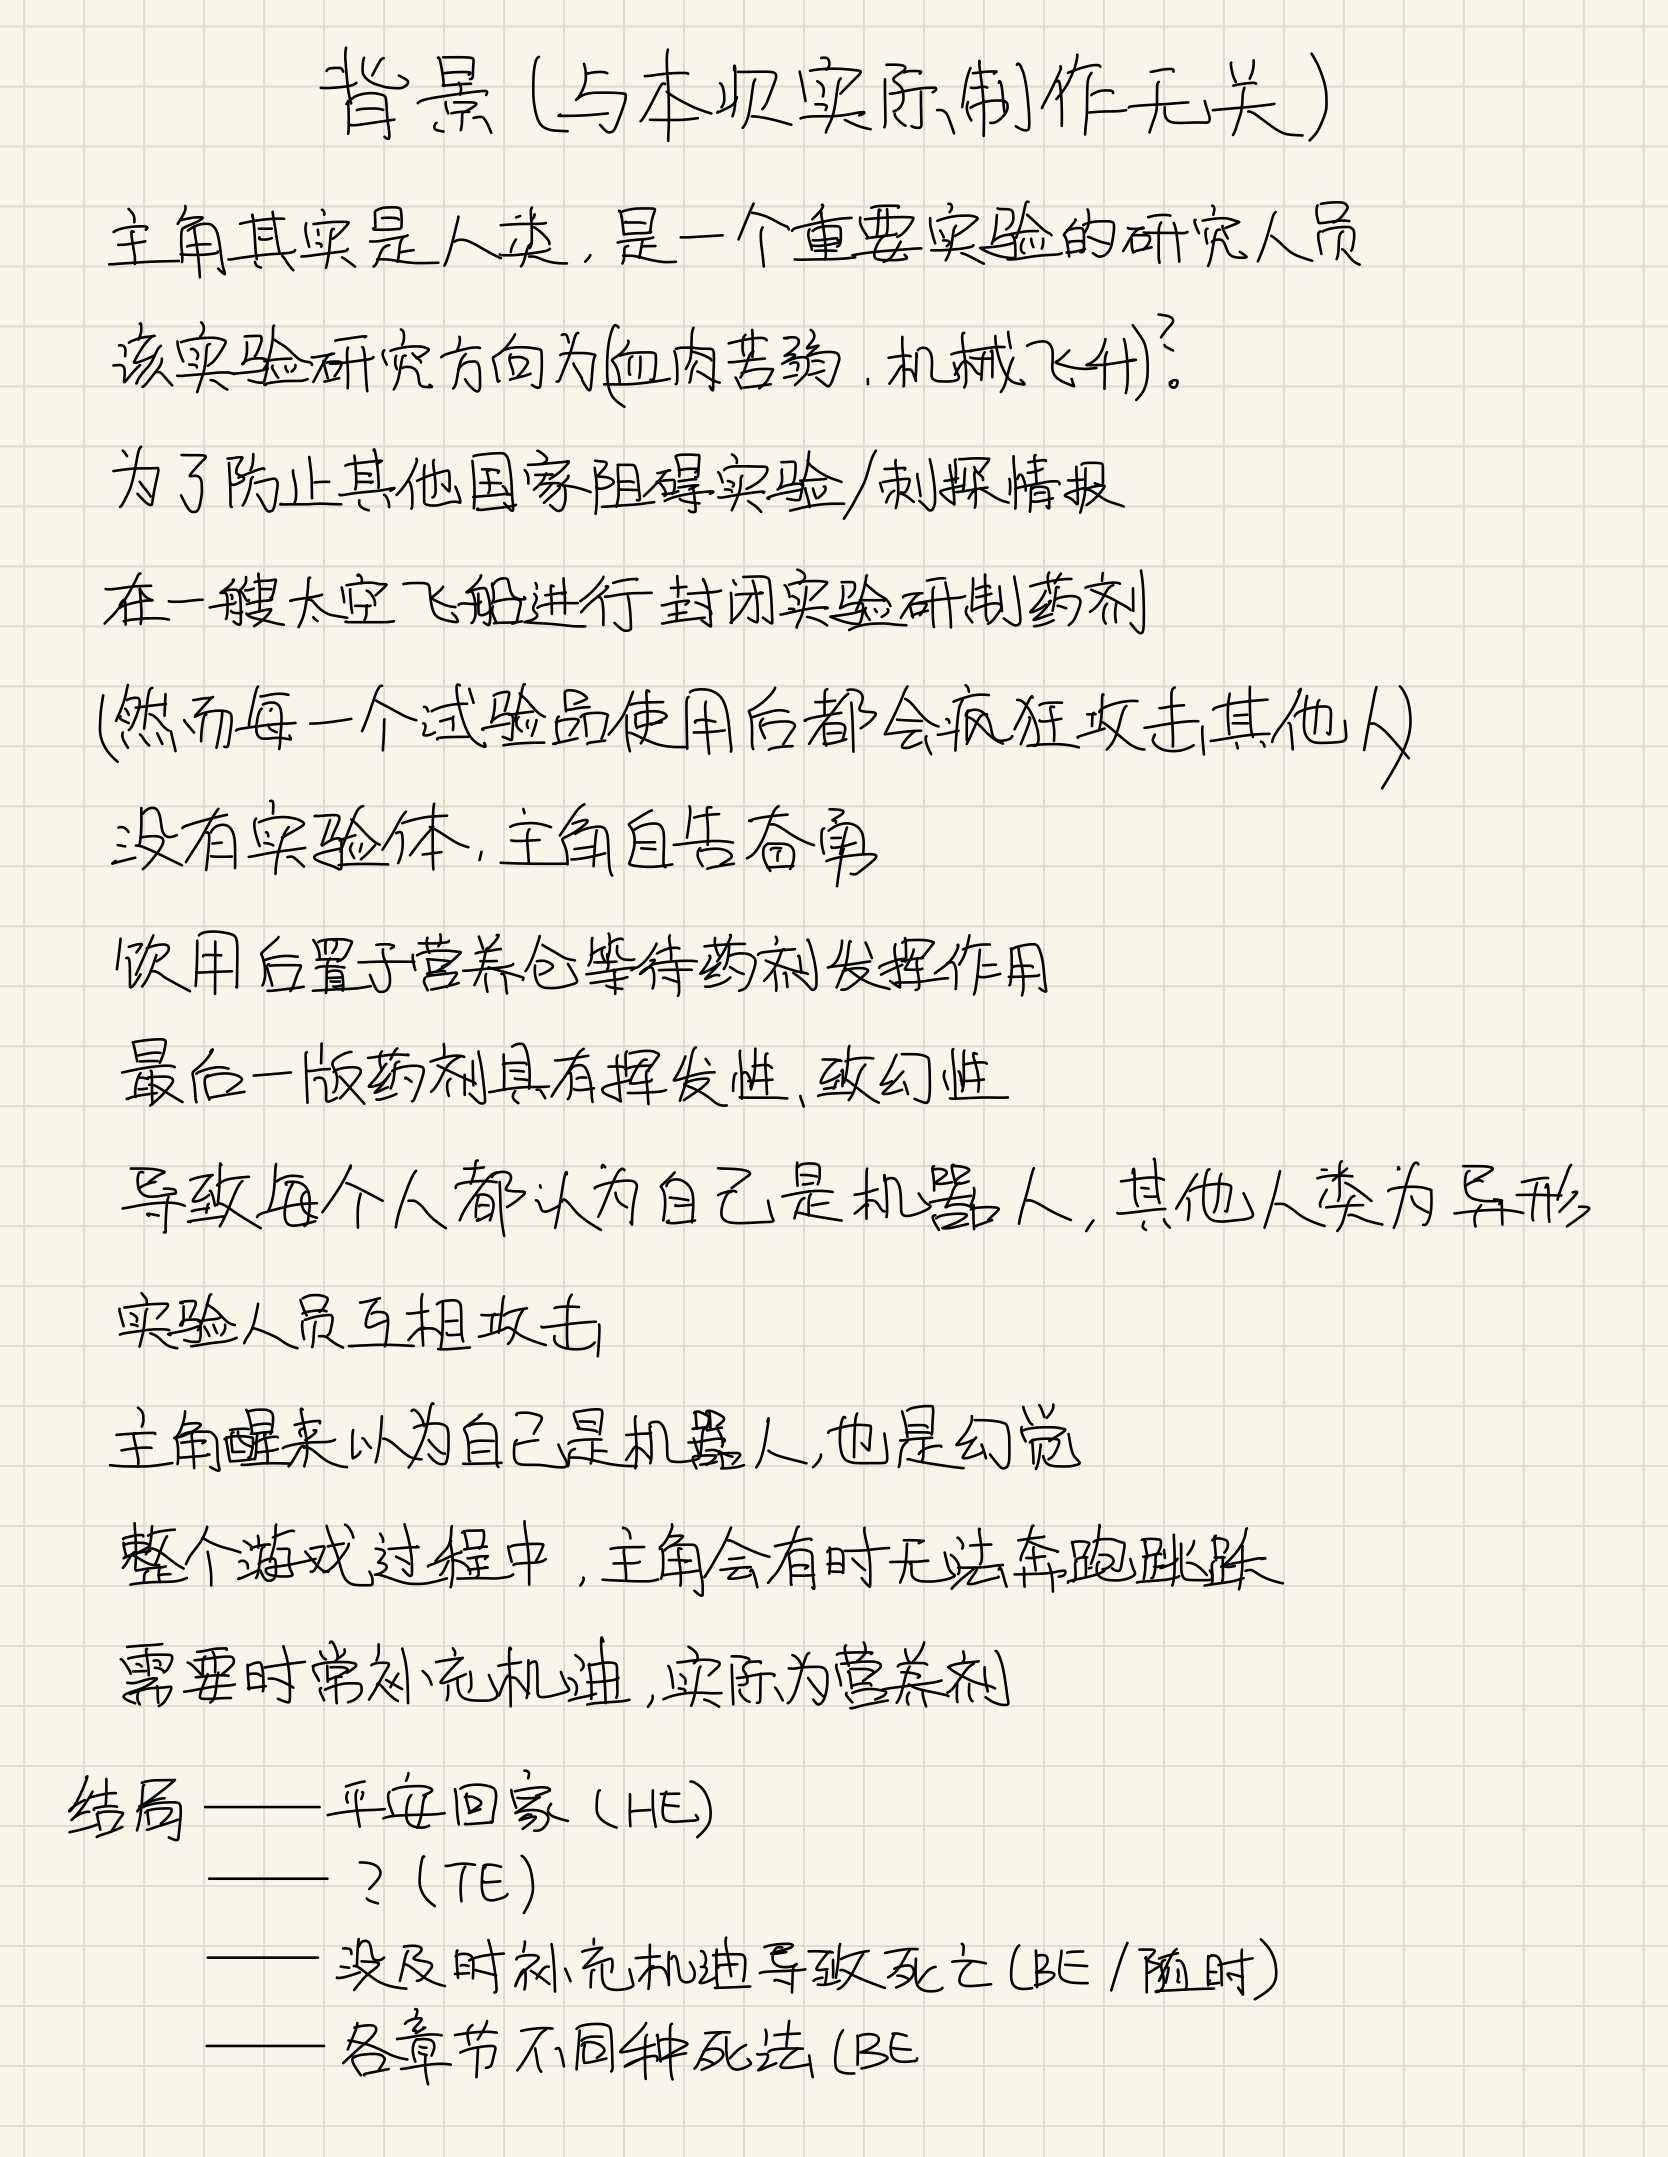 背景(与本次实际制作无关)
主角其实是人类,是一个重要实验的研究人员
该实验研究方向为(血肉苦弱,机械飞升)?。
为了防止其他国家阻碍实验/刺探情报
在一艘太空飞船进行封闭实验研制药剂
(然而每一个试验品使用后都会疯狂攻击其他人)
没有实验体,主角自告奋勇
饮用后置于营养仓等待药剂发挥作用
最后一版药剂具有挥发性、致幻性
导致每个人都认为自己是机器人,其他人类为异形
实验人员互相攻击
主角醒来以为自己是机器人,也是幻觉
整个游戏过程中,主角会有时无法奔跑跳跃
需要时常补充机油,实际为营养剂
结局——平安回家(HE)
——?(TE)
——没及时补充机油导致死亡(BE/随时)
——各章节不同种死法(BE